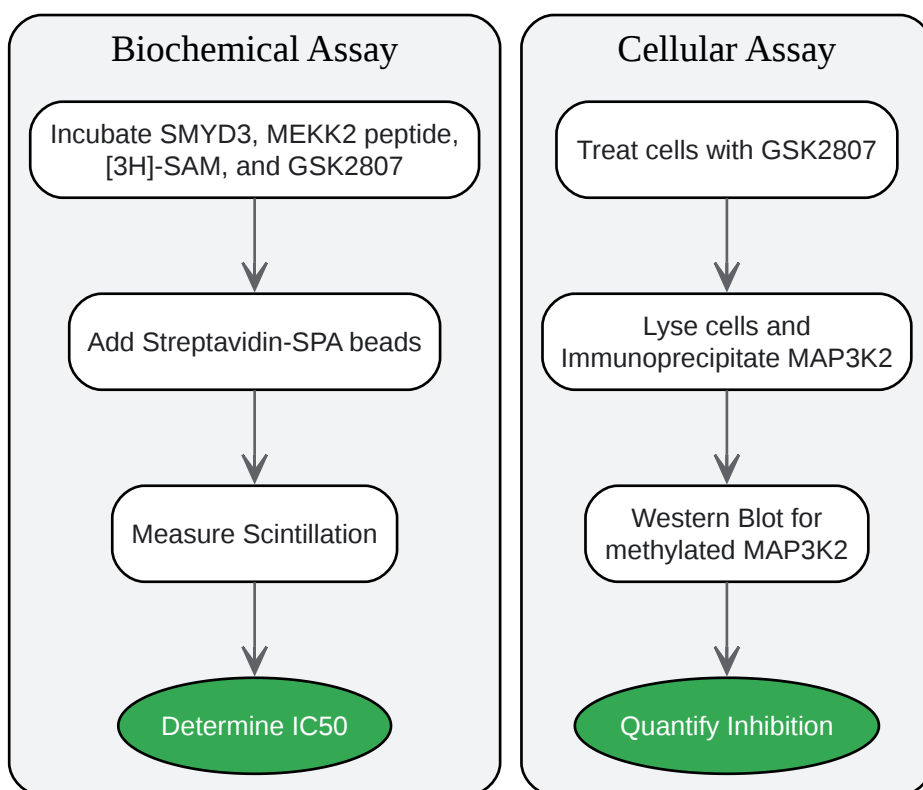 Biochemical Assay
Incubate SMYD3, MEKK2 peptide,
[3H]-SAM, and GSK2807
Add Streptavidin-SPA beads
Measure Scintillation
Determine IC50
Cellular Assay
Treat cells with GSK2807
Lyse cells and
Immunoprecipitate MAP3K2
Western Blot for
methylated MAP3K2
Quantify Inhibition